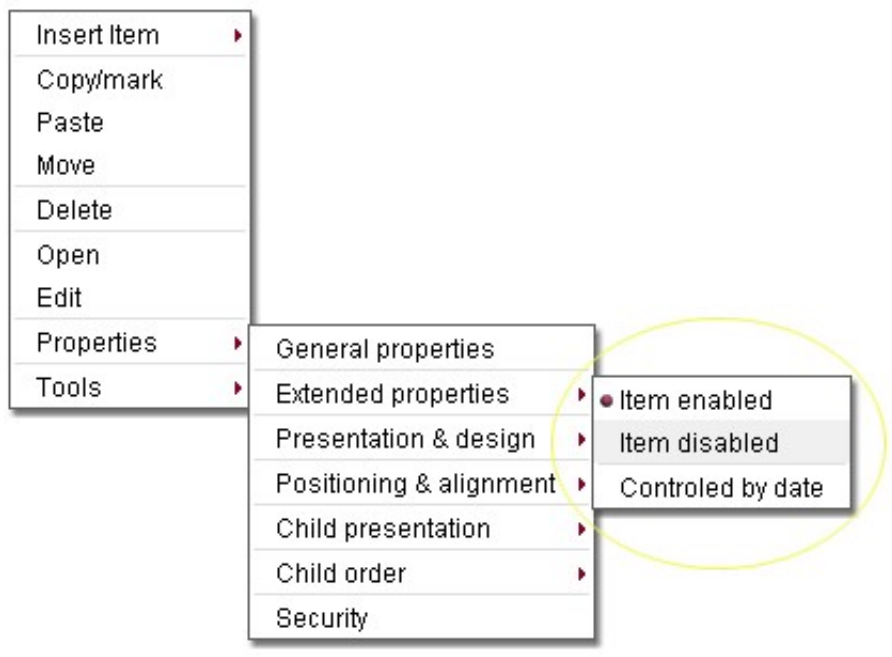 Insert Item
Copy/mark
Paste
Move
Delete
Open
Edit
Properties
Tools
General properties
Extended properties
Presentation & design
Positioning & alignment
Child presentation
Child order
Security
Item enabled
Item disabled
Controled by date